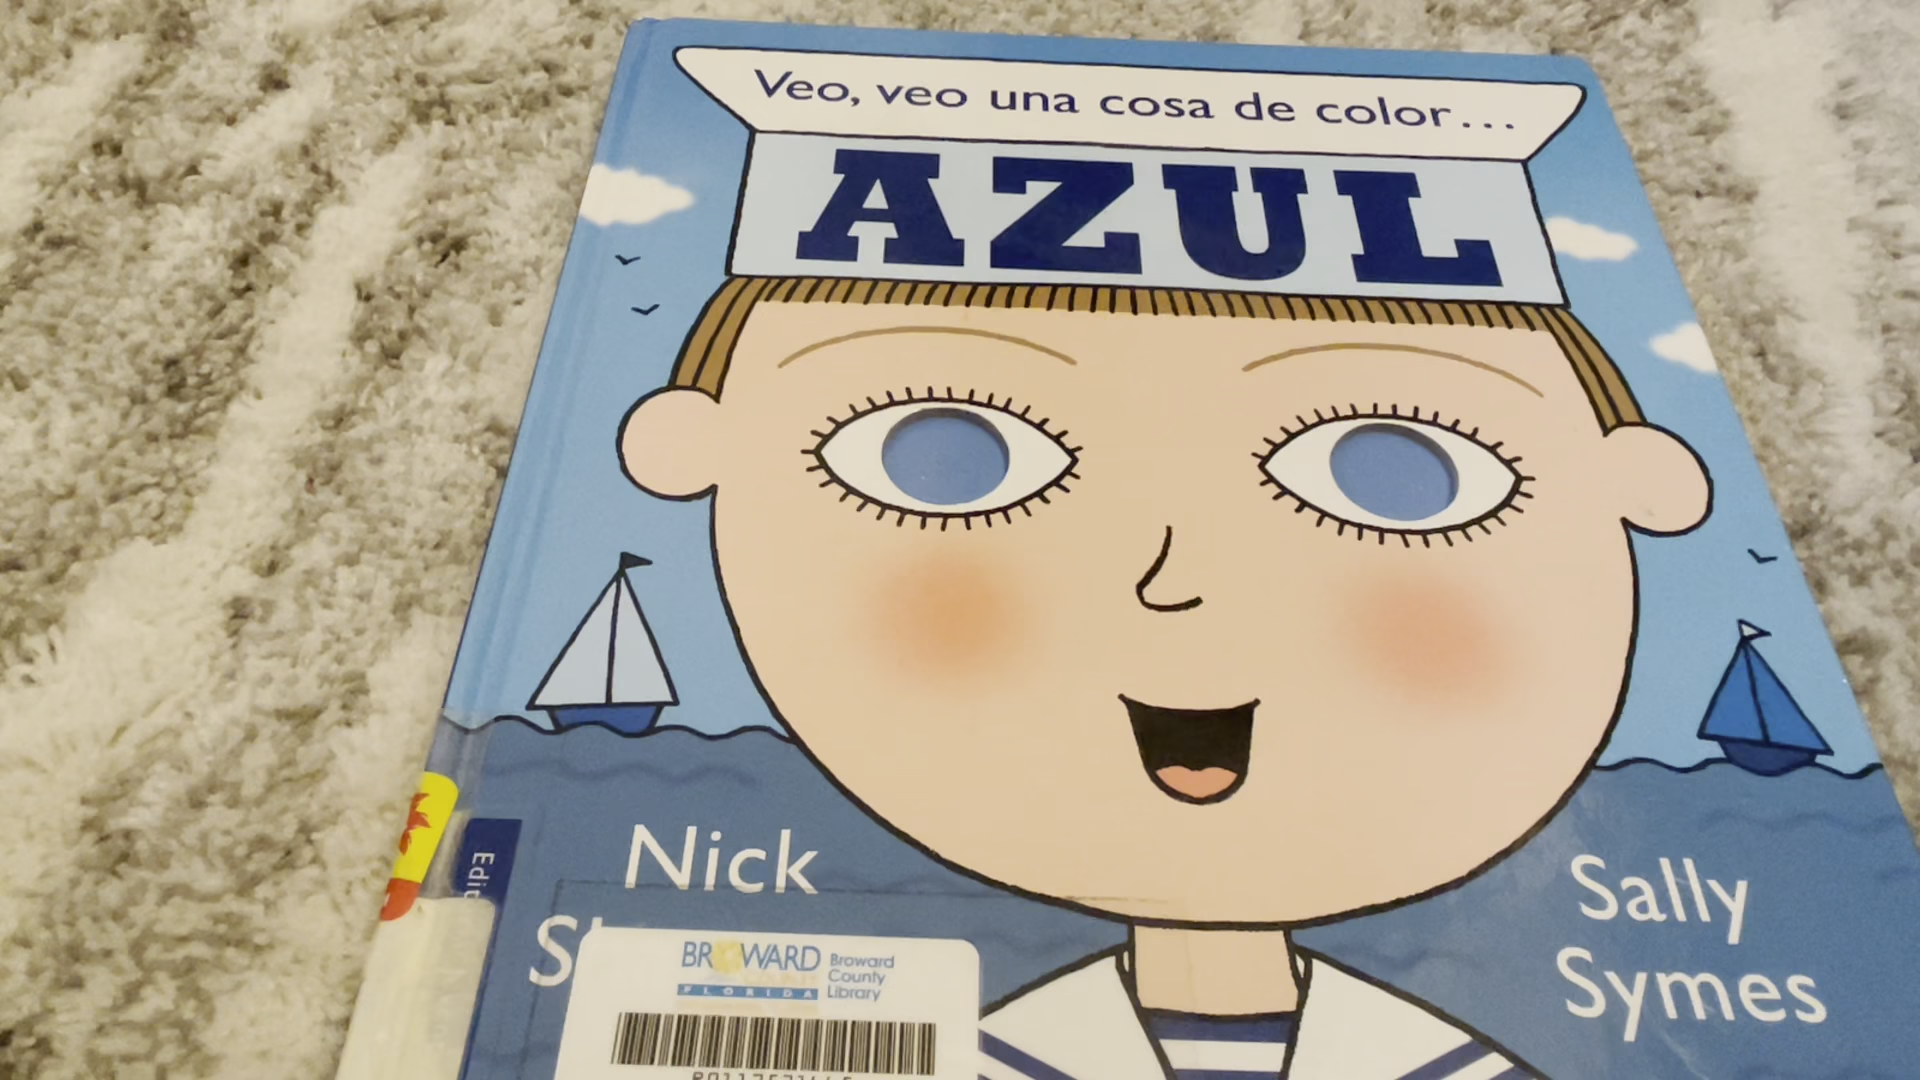 Veo, veo una cosa de color...
AZUL
Nick
Sally
Symes
BROWARD
FLORIDA
Broward
County
Library